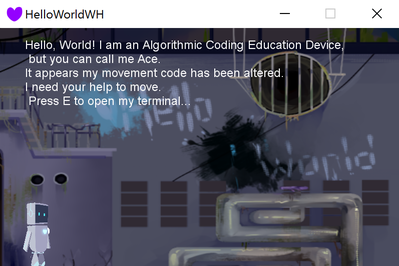 HelloWorldWH
Hello, World! I am an Algorithmic Coding Education Device,
but you can call me Ace.
It appears my movement code has been altered.
I need your help to move.
Press E to open my terminal...
Hello
World